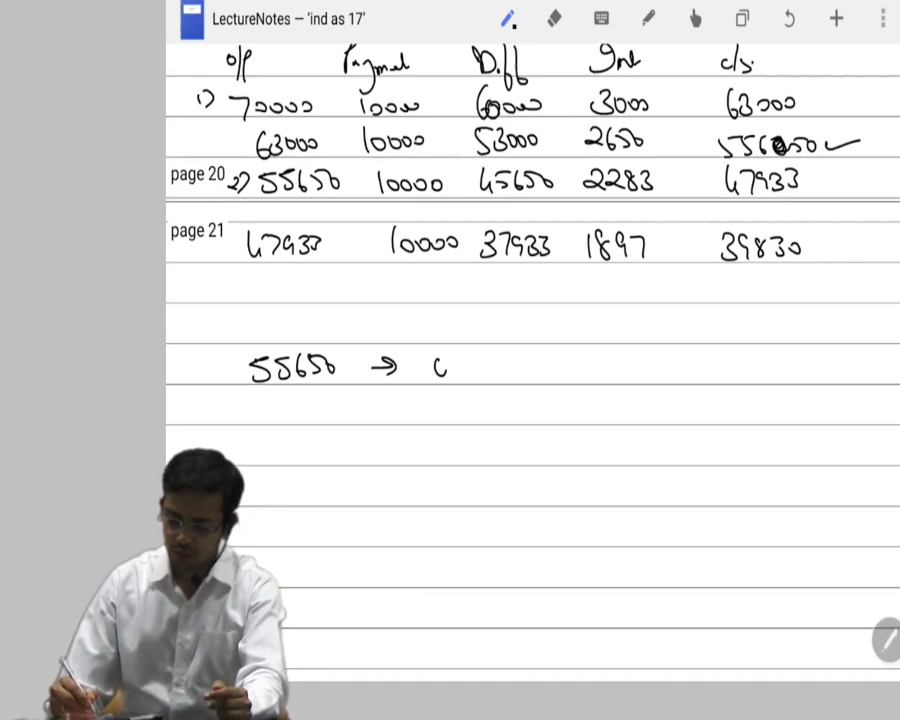 LectureNotes – 'ind as 17'
o/p Payment Diff Int c/s.
1) 70000 10000 60000 3000 63000
63000 10000 53000 2650 55650
page 20 2) 55650 10000 45650 2283 47933
page 21 47933 10000 37933 1897 39830
55650 → C